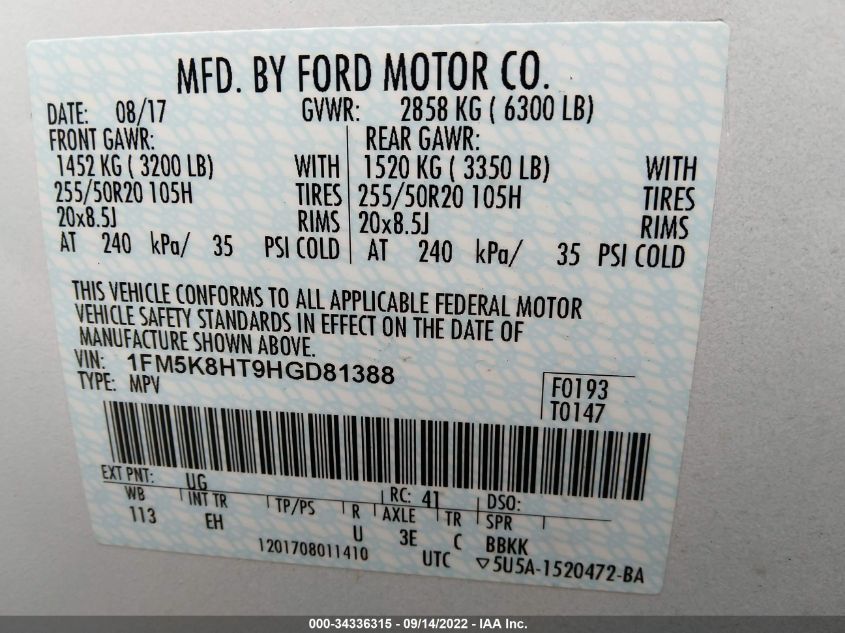 MFD. BY FORD MOTOR CO.
DATE: 08/17 GVWR: 2858 KG ( 6300 LB)
FRONT GAWR: REAR GAWR:
1452 KG ( 3200 LB) WITH 1520 KG ( 3350 LB) WITH
255/50R20 105H TIRES 255/50R20 105H TIRES
20x8.5J RIMS 20x8.5J RIMS
AT 240 kPa/ 35 PSI COLD AT 240 kPa/ 35 PSI COLD
THIS VEHICLE CONFORMS TO ALL APPLICABLE FEDERAL MOTOR
VEHICLE SAFETY STANDARDS IN EFFECT ON THE DATE OF
MANUFACTURE SHOWN ABOVE.
VIN: 1FM5K8HT9HGD81388
TYPE: MPV F0193
T0147
EXT PNT: UG RC: 41 DSO:
WB INT TR TP/PS R AXLE TR SPR
113 EH U 3E C BBKK
1201708011410 UTC ▽5U5A-1520472-BA
000-34336315 - 09/14/2022 - IAA Inc.